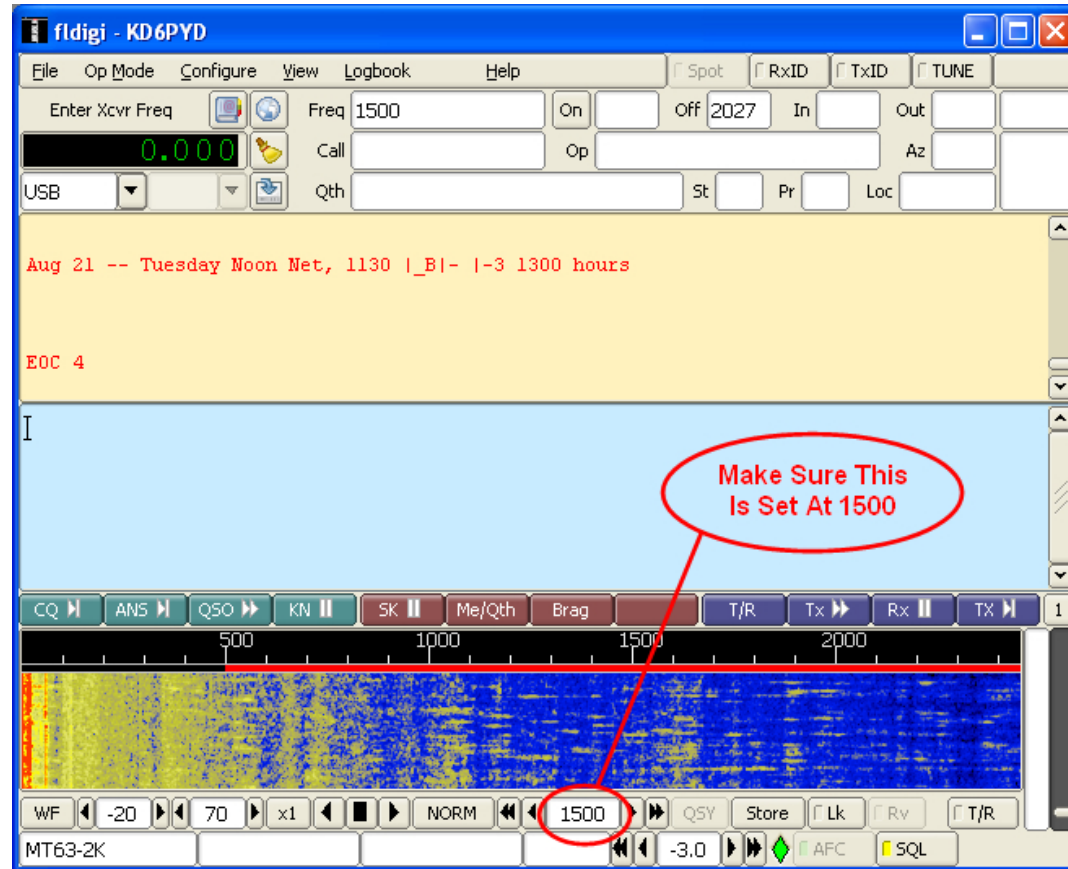 fldigi - KD6PYD
File Op Mode Configure View Logbook Help Spot RxID TxID TUNE
Enter Xcvr Freq Freq 1500 On Off 2027 In Out
0.000 Call Op Az
USB Qth St Pr Loc
Aug 21 -- Tuesday Noon Net, 1130 |_B|- |-3 1300 hours
EOC 4
Make Sure This
Is Set At 1500
CQ ANS QSO KN SK Me/Qth Brag T/R Tx Rx TX 1
500 1000 1500 2000
WF -20 70 x1 NORM 1500 QSY Store Lk Rv T/R
MT63-2K -3.0 AFC SQL